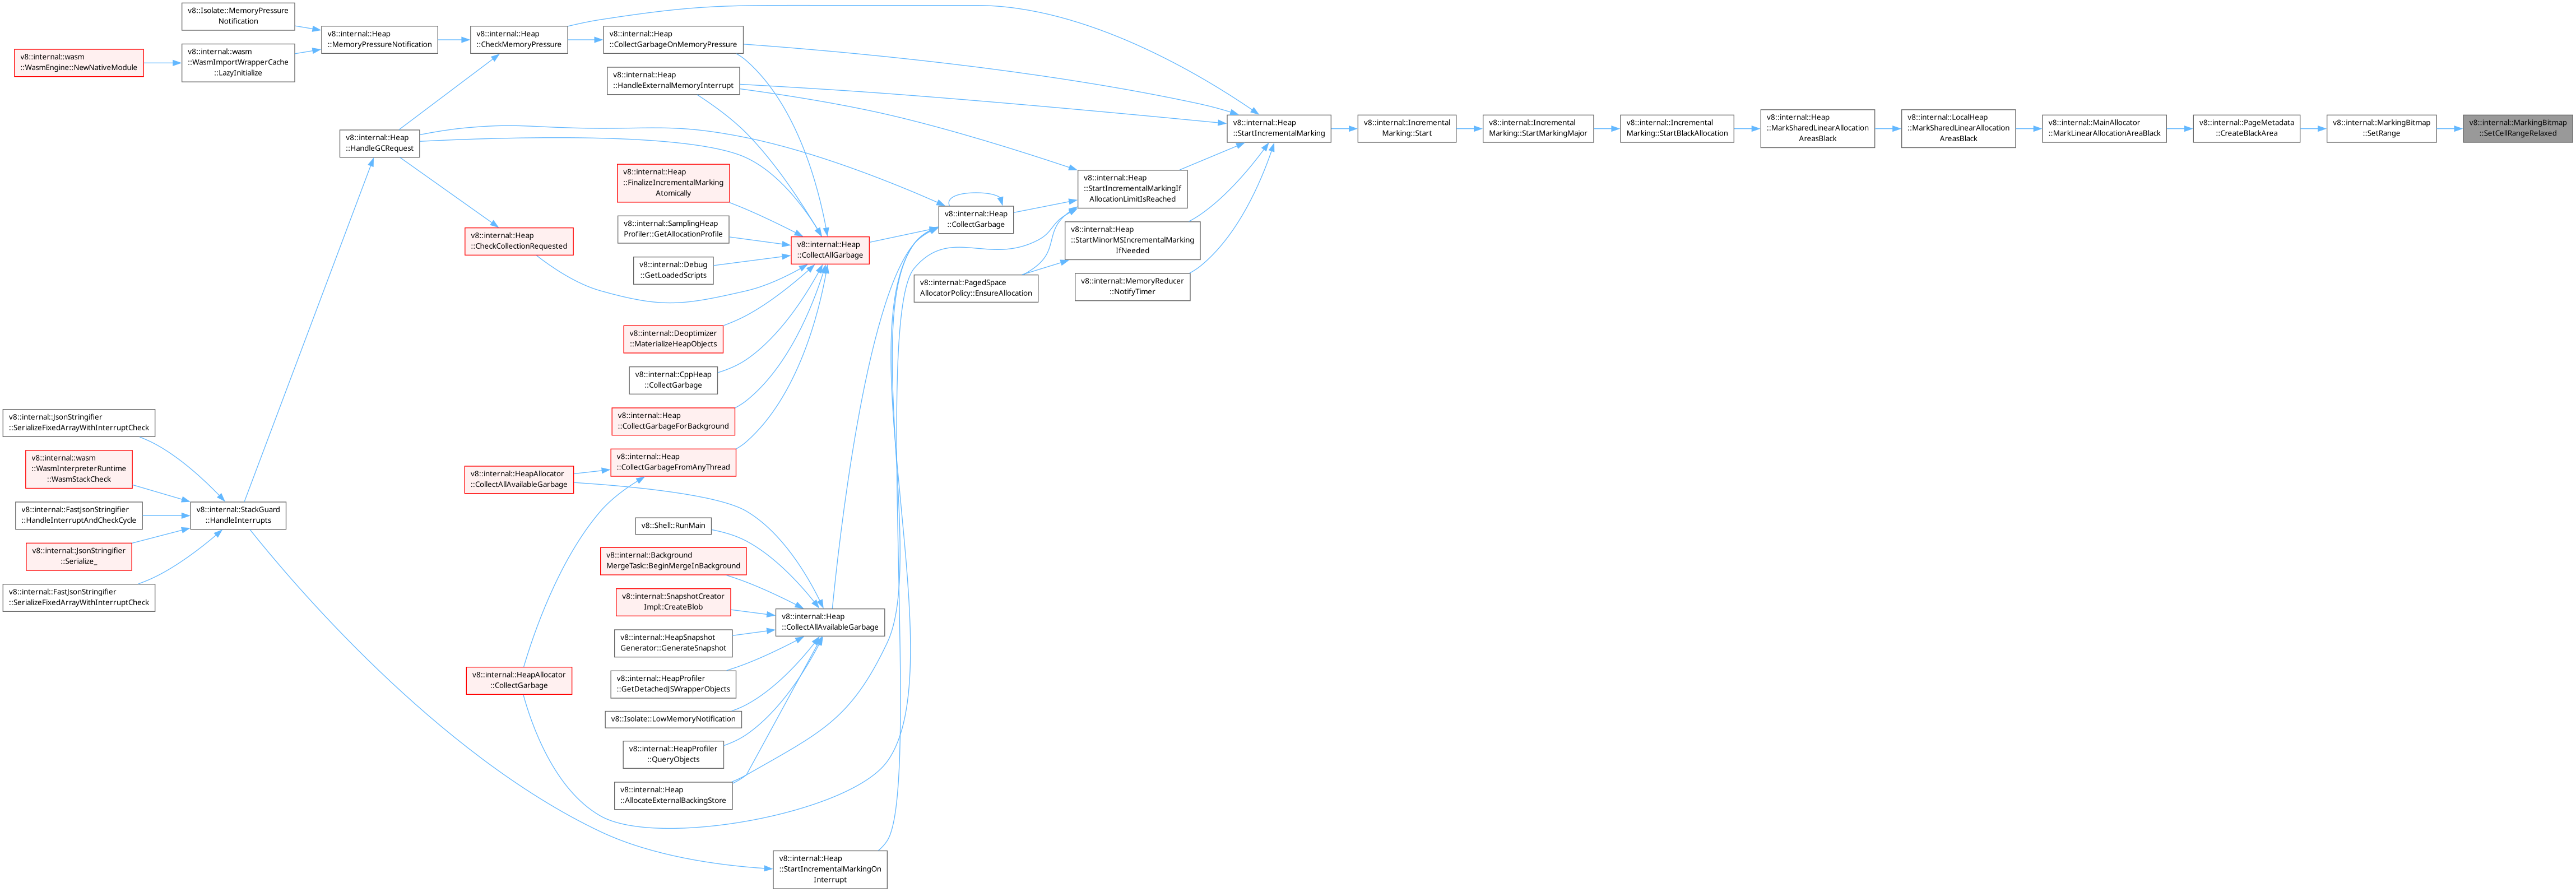 v8::internal::wasm
::WasmEngine::NewNativeModule
v8::Isolate::MemoryPressure
Notification
v8::internal::wasm
::WasmImportWrapperCache
::LazyInitialize
v8::internal::Heap
::MemoryPressureNotification
v8::internal::Heap
::CheckMemoryPressure
v8::internal::Heap
::CollectGarbageOnMemoryPressure
v8::internal::Heap
::HandleExternalMemoryInterrupt
v8::internal::Heap
::HandleGCRequest
v8::internal::Heap
::FinalizeIncrementalMarking
Atomically
v8::internal::SamplingHeap
Profiler::GetAllocationProfile
v8::internal::Heap
::CheckCollectionRequested
v8::internal::Debug
::GetLoadedScripts
v8::internal::Heap
::CollectAllGarbage
v8::internal::Heap
::CollectGarbage
v8::internal::Heap
::StartIncrementalMarking
v8::internal::Heap
::StartIncrementalMarkingIf
AllocationLimitIsReached
v8::internal::Heap
::StartMinorMSIncrementalMarking
IfNeeded
v8::internal::PagedSpace
AllocatorPolicy::EnsureAllocation
v8::internal::MemoryReducer
::NotifyTimer
v8::internal::Incremental
Marking::Start
v8::internal::Incremental
Marking::StartMarkingMajor
v8::internal::Incremental
Marking::StartBlackAllocation
v8::internal::Heap
::MarkSharedLinearAllocation
AreasBlack
v8::internal::LocalHeap
::MarkSharedLinearAllocation
AreasBlack
v8::internal::MainAllocator
::MarkLinearAllocationAreaBlack
v8::internal::PageMetadata
::CreateBlackArea
v8::internal::MarkingBitmap
::SetRange
v8::internal::MarkingBitmap
::SetCellRangeRelaxed
v8::internal::Deoptimizer
::MaterializeHeapObjects
v8::internal::CppHeap
::CollectGarbage
v8::internal::Heap
::CollectGarbageForBackground
v8::internal::Heap
::CollectGarbageFromAnyThread
v8::internal::HeapAllocator
::CollectAllAvailableGarbage
v8::internal::JsonStringifier
::SerializeFixedArrayWithInterruptCheck
v8::internal::wasm
::WasmInterpreterRuntime
::WasmStackCheck
v8::internal::FastJsonStringifier
::HandleInterruptAndCheckCycle
v8::internal::JsonStringifier
::Serialize_
v8::internal::FastJsonStringifier
::SerializeFixedArrayWithInterruptCheck
v8::internal::StackGuard
::HandleInterrupts
v8::Shell::RunMain
v8::internal::Background
MergeTask::BeginMergeInBackground
v8::internal::SnapshotCreator
Impl::CreateBlob
v8::internal::HeapSnapshot
Generator::GenerateSnapshot
v8::internal::Heap
::CollectAllAvailableGarbage
v8::internal::HeapAllocator
::CollectGarbage
v8::internal::HeapProfiler
::GetDetachedJSWrapperObjects
v8::Isolate::LowMemoryNotification
v8::internal::HeapProfiler
::QueryObjects
v8::internal::Heap
::AllocateExternalBackingStore
v8::internal::Heap
::StartIncrementalMarkingOn
Interrupt